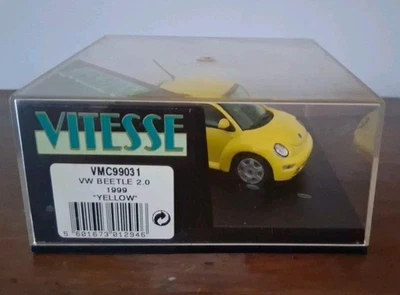 VITESSE
VMC99031
VW BEETLE 2.0
1999
"YELLOW"
5 601673 012946